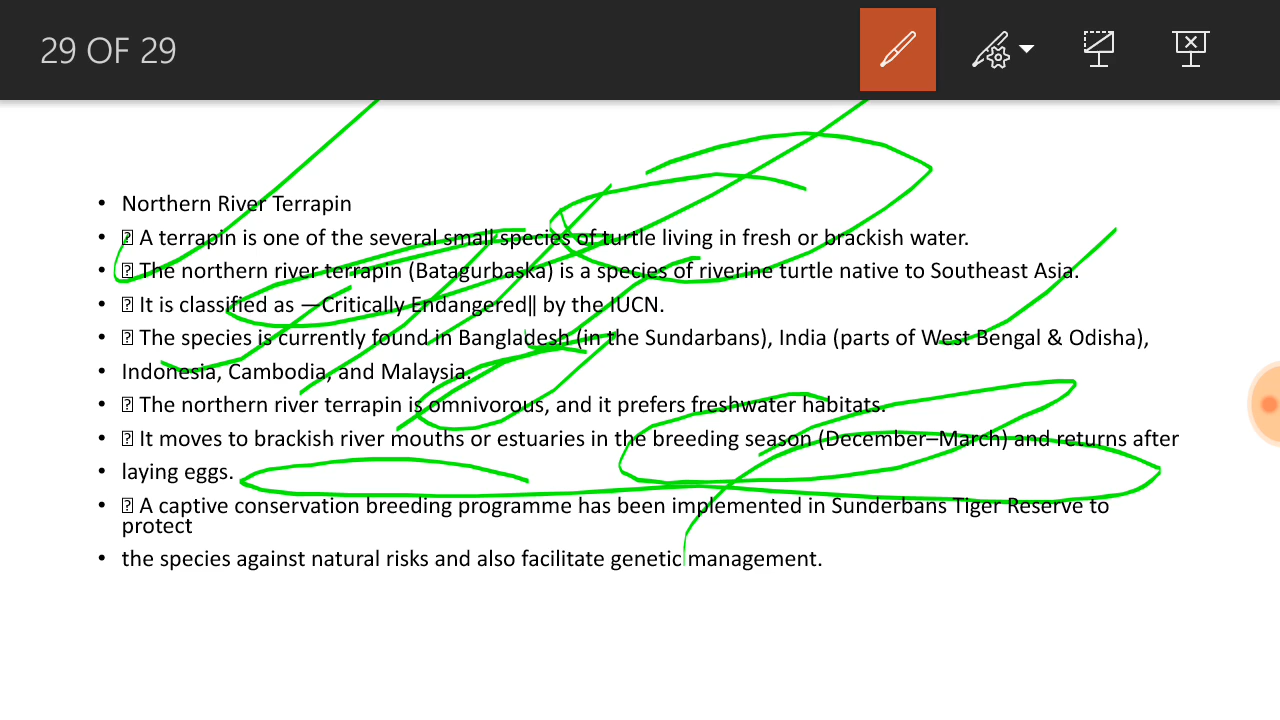 29 OF 29
• Northern River Terrapin
• A terrapin is one of the several small species of turtle living in fresh or brackish water.
• The northern river terrapin (Batagurbaska) is a species of riverine turtle native to Southeast Asia.
• It is classified as ―Critically Endangered‖ by the IUCN.
• The species is currently found in Bangladesh (in the Sundarbans), India (parts of West Bengal & Odisha),
• Indonesia, Cambodia, and Malaysia.
• The northern river terrapin is omnivorous, and it prefers freshwater habitats.
• It moves to brackish river mouths or estuaries in the breeding season (December–March) and returns after
• laying eggs.
• A captive conservation breeding programme has been implemented in Sunderbans Tiger Reserve to
protect
• the species against natural risks and also facilitate genetic management.